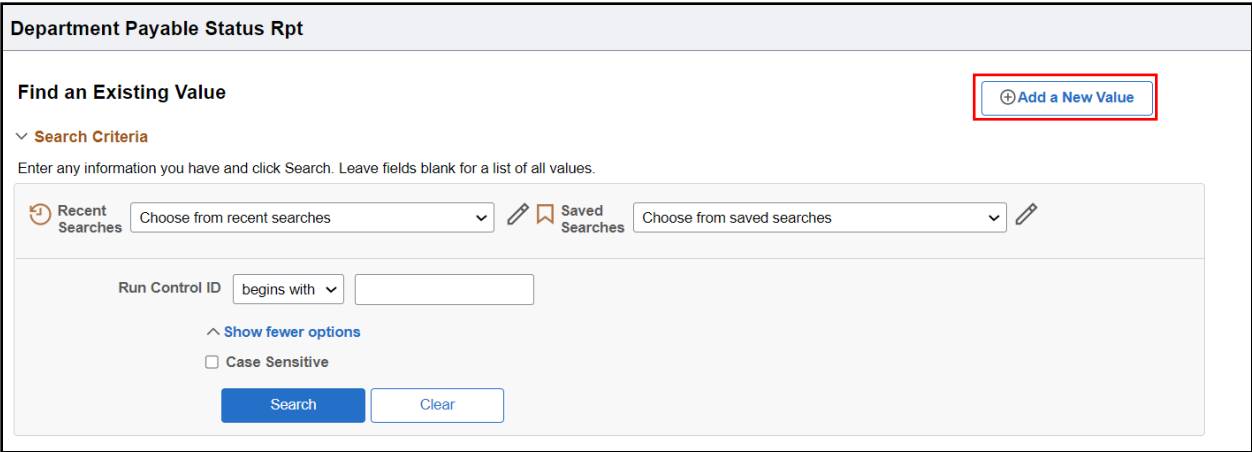 Department Payable Status Rpt
Find an Existing Value
Add a New Value
Search Criteria
Enter any information you have and click Search. Leave fields blank for a list of all values.
Recent
Searches
Choose from recent searches
Saved
Searches
Choose from saved searches
Run Control ID
begins with
Show fewer options
Case Sensitive
Search
Clear